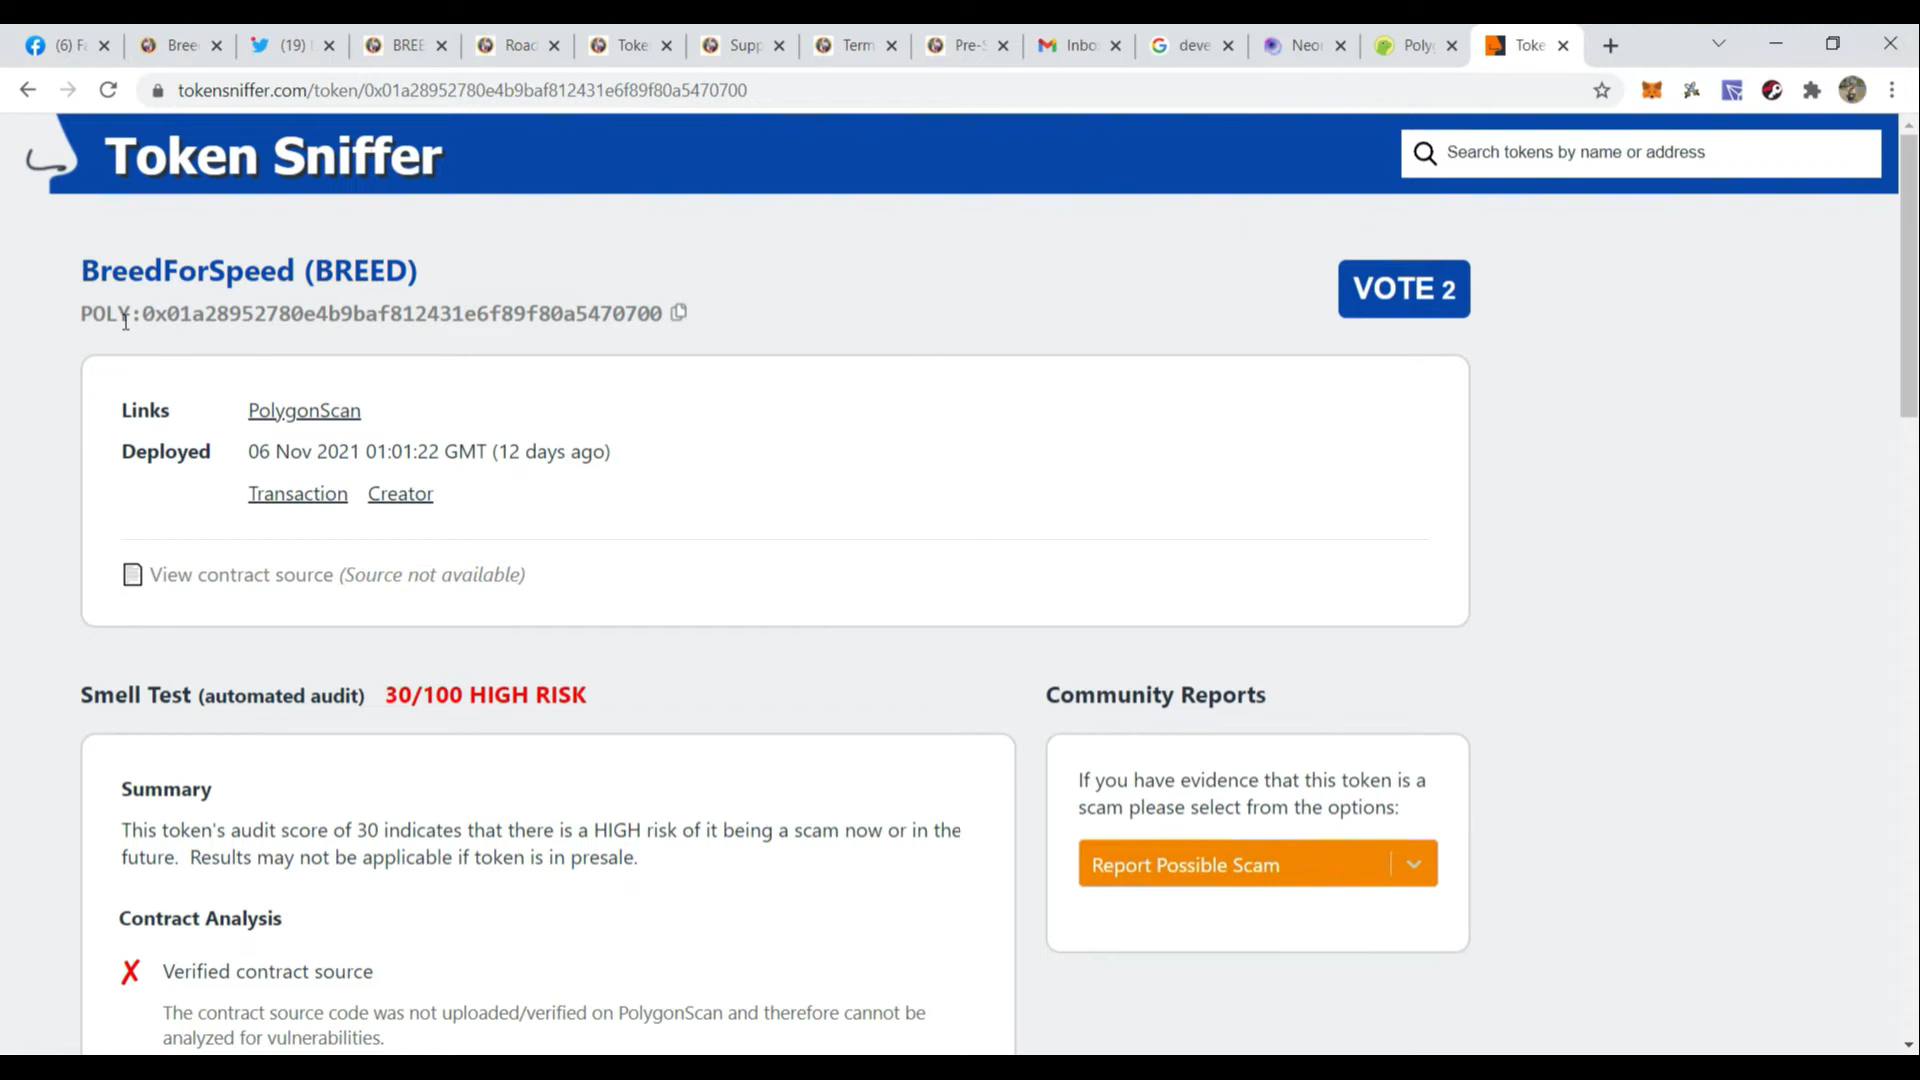 (6) Fa
Bree
(19)
BREE
Road
Toke
Supp
Term
Pre-S
Inbo
deve
Neon
Poly
Toke
tokensniffer.com/token/0x01a28952780e4b9baf812431e6f89f80a5470700
Token Sniffer
Search tokens by name or address
BreedForSpeed (BREED)
VOTE 2
POLY:0x01a28952780e4b9baf812431e6f89f80a5470700
Links PolygonScan
Deployed 06 Nov 2021 01:01:22 GMT (12 days ago)
Transaction Creator
View contract source (Source not available)
Smell Test (automated audit) 30/100 HIGH RISK
Summary
This token's audit score of 30 indicates that there is a HIGH risk of it being a scam now or in the
future. Results may not be applicable if token is in presale.
Contract Analysis
✗ Verified contract source
The contract source code was not uploaded/verified on PolygonScan and therefore cannot be
analyzed for vulnerabilities.
Community Reports
If you have evidence that this token is a
scam please select from the options:
Report Possible Scam